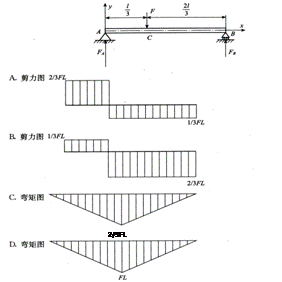 y
l/3 F 2l/3
A C B x
F_A F_B
A. 剪力图 2/3FL
1/3FL
B. 剪力图 1/3FL
2/3FL
C. 弯矩图
2/9FL
D. 弯矩图
FL